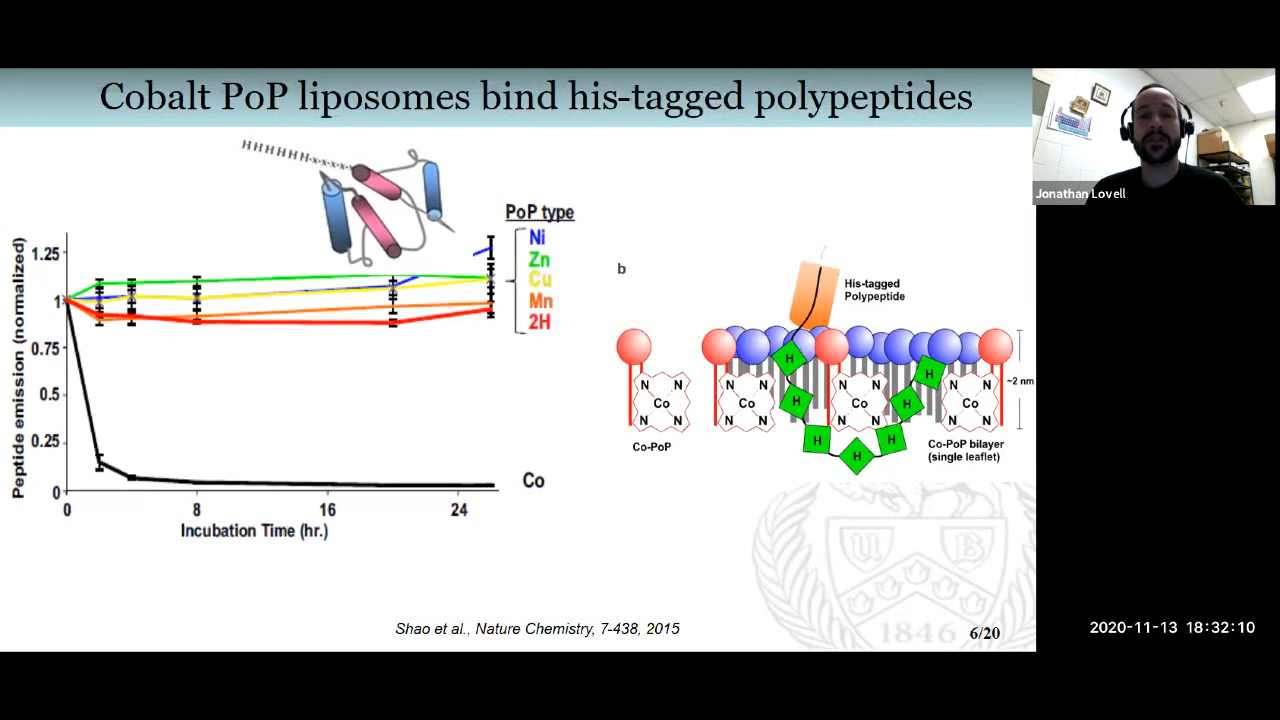 Cobalt PoP liposomes bind his-tagged polypeptides
Jonathan Lovell
HHHHHH-x-x-x-x
PoP type
Ni
Zn
Cu
Mn
2H
Co
Peptide emission (normalized)
1.25
1
0.75
0.5
0.25
0
0
8
16
24
Incubation Time (hr.)
b
His-tagged
Polypeptide
H
H
H
H
H
H
H
N N
Co
N N
N N
Co
N N
N N
Co
N N
N N
Co
N N
~2 nm
Co-PoP
Co-PoP bilayer
(single leaflet)
U B
1846
Shao et al., Nature Chemistry, 7-438, 2015
6/20
2020-11-13 18:32:10